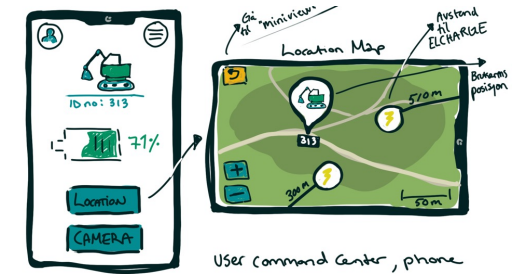 Gå
til "miniview"
Avstand
til
ELCHARGE
Location Map
Brukerens
posisjon
ID no: 313
71%
510m
313
LOCATION
300m
50m
CAMERA
User command center, phone